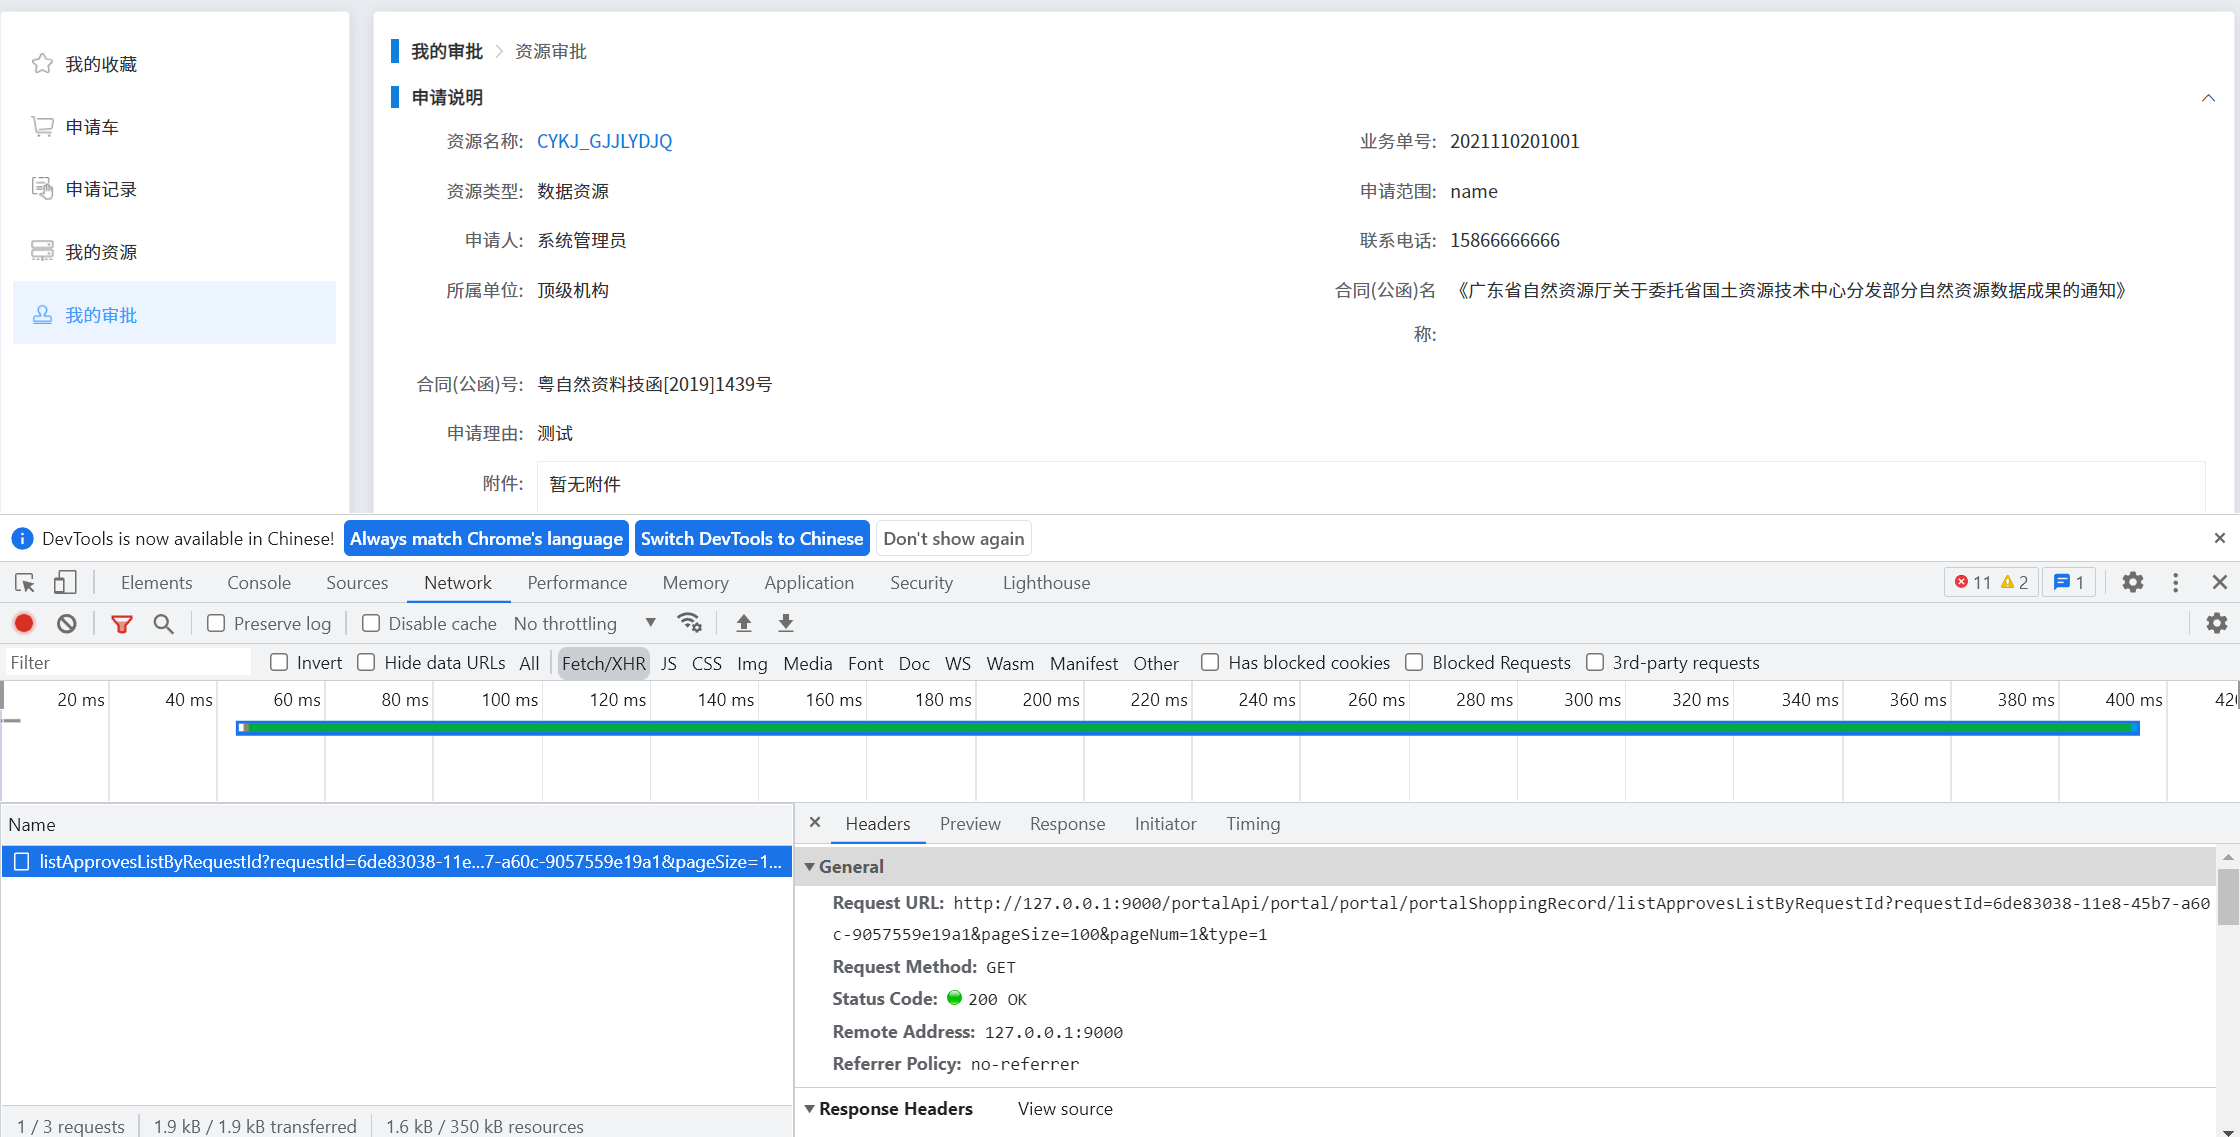 我的收藏
申请车
申请记录
我的资源
我的审批
我的审批 > 资源审批
申请说明
资源名称: CYKJ_GJJLYDJQ 业务单号: 2021110201001
资源类型: 数据资源 申请范围: name
申请人: 系统管理员 联系电话: 15866666666
所属单位: 顶级机构 合同(公函)名 《广东省自然资源厅关于委托省国土资源技术中心分发部分自然资源数据成果的通知》
称:
合同(公函)号: 粤自然资料技函[2019]1439号
申请理由: 测试
附件: 暂无附件
DevTools is now available in Chinese! Always match Chrome's language Switch DevTools to Chinese Don't show again
Elements Console Sources Network Performance Memory Application Security Lighthouse 11 2 1
Preserve log Disable cache No throttling
Filter Invert Hide data URLs All Fetch/XHR JS CSS Img Media Font Doc WS Wasm Manifest Other Has blocked cookies Blocked Requests 3rd-party requests
20 ms 40 ms 60 ms 80 ms 100 ms 120 ms 140 ms 160 ms 180 ms 200 ms 220 ms 240 ms 260 ms 280 ms 300 ms 320 ms 340 ms 360 ms 380 ms 400 ms
Name
listApprovesListByRequestId?requestId=6de83038-11e...7-a60c-9057559e19a1&pageSize=1...
1 / 3 requests 1.9 kB / 1.9 kB transferred 1.6 kB / 350 kB resources
Headers Preview Response Initiator Timing
General
Request URL: http://127.0.0.1:9000/portalApi/portal/portal/portalShoppingRecord/listApprovesListByRequestId?requestId=6de83038-11e8-45b7-a60
c-9057559e19a1&pageSize=100&pageNum=1&type=1
Request Method: GET
Status Code: 200 OK
Remote Address: 127.0.0.1:9000
Referrer Policy: no-referrer
Response Headers View source